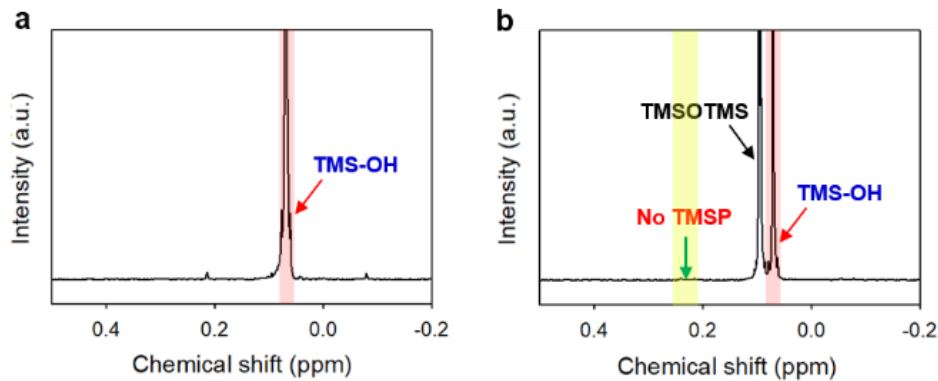 a
Intensity (a.u.)
TMS-OH
0.4
0.2
0.0
-0.2
Chemical shift (ppm)
b
Intensity (a.u.)
TMSOTMS
No TMSP
TMS-OH
0.4
0.2
0.0
-0.2
Chemical shift (ppm)